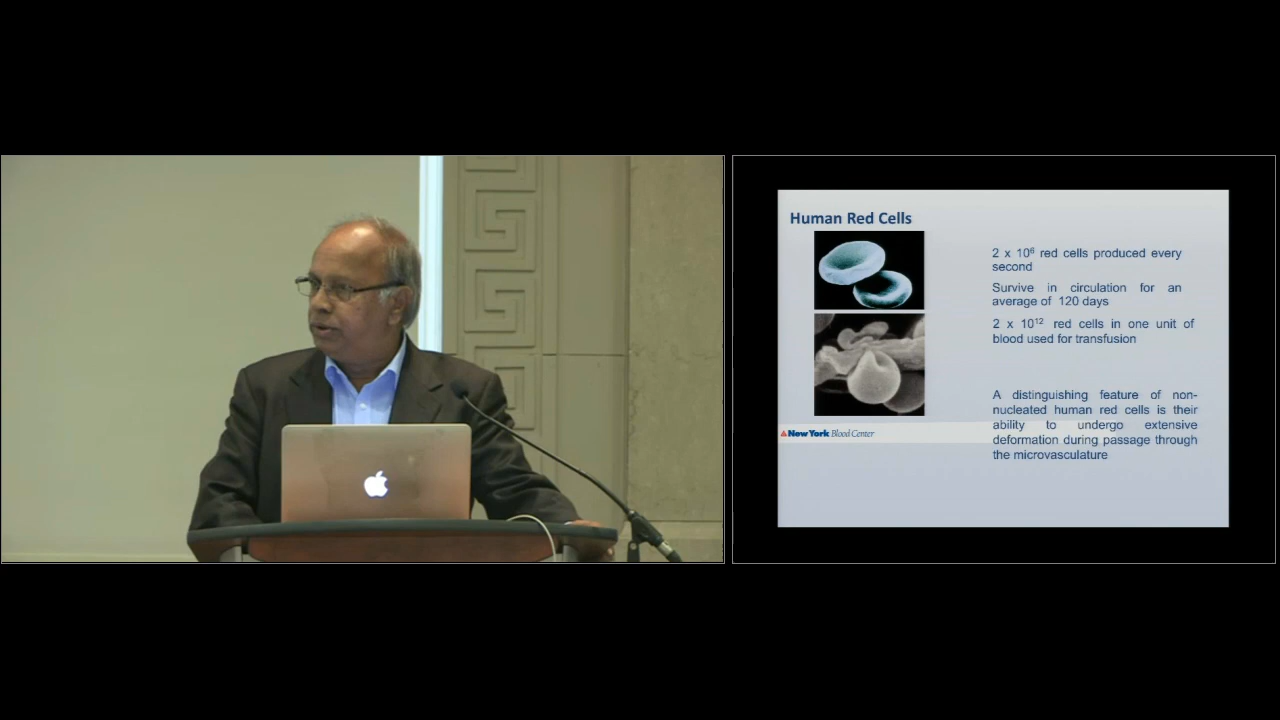 Human Red Cells
2 x 10⁶ red cells produced every
second
Survive in circulation for an
average of 120 days
2 x 10¹² red cells in one unit of
blood used for transfusion
A distinguishing feature of non-
nucleated human red cells is their
ability to undergo extensive
deformation during passage through
the microvasculature
New York Blood Center